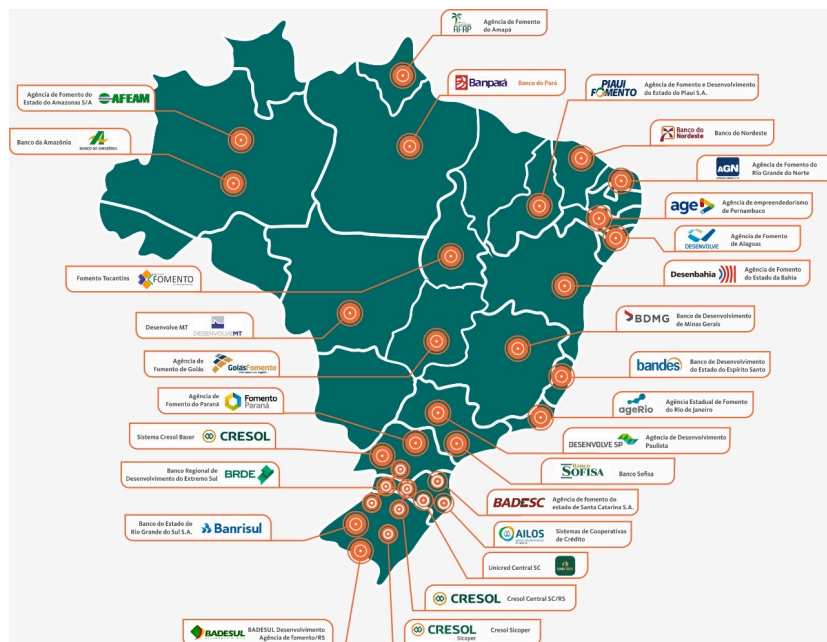 AFAP
Agência de Fomento
do Amapá
Agência de Fomento do
Estado do Amazonas S/A
AFEAM
Banpará
Banco do Pará
PIAUÍ
FOMENTO
Agência de Fomento e Desenvolvimento
do Estado do Piauí S.A.
Banco da Amazônia
BANCO DA AMAZÔNIA
Banco do
Nordeste
Banco do Nordeste
AGN
Agência de Fomento do
Rio Grande do Norte
age
Agência de empreendedorismo
de Pernambuco
DESENVOLVE
Agência de Fomento
de Alagoas
Fomento Tocantins
FOMENTO
Desenbahia
Agência de Fomento
do Estado da Bahia
Desenvolve MT
DESENVOLVEMT
BDMG
Banco de Desenvolvimento
de Minas Gerais
Agência de
Fomento de Goiás
GoiásFomento
bandes
Banco de Desenvolvimento
do Estado do Espírito Santo
Agência de
Fomento do Paraná
Fomento
Paraná
ageRio
Agência Estadual de Fomento
do Rio de Janeiro
Sistema Cresol Baser
CRESOL
DESENVOLVE SP
Agência de Desenvolvimento
Paulista
Banco Regional de
Desenvolvimento do Extremo Sul
BRDE
Banco
SOFISA
Banco Sofisa
BADESC
Agência de fomento do
estado de Santa Catarina S.A.
Banco do Estado do
Rio Grande do Sul S.A.
Banrisul
AILOS
Sistemas de Cooperativas
de Crédito
Unicred Central SC
UNICRED
CRESOL
Cresol Central SC/RS
BADESUL
BADESUL Desenvolvimento
Agência de fomento/RS
CRESOL
Sicoper
Cresol Sicoper